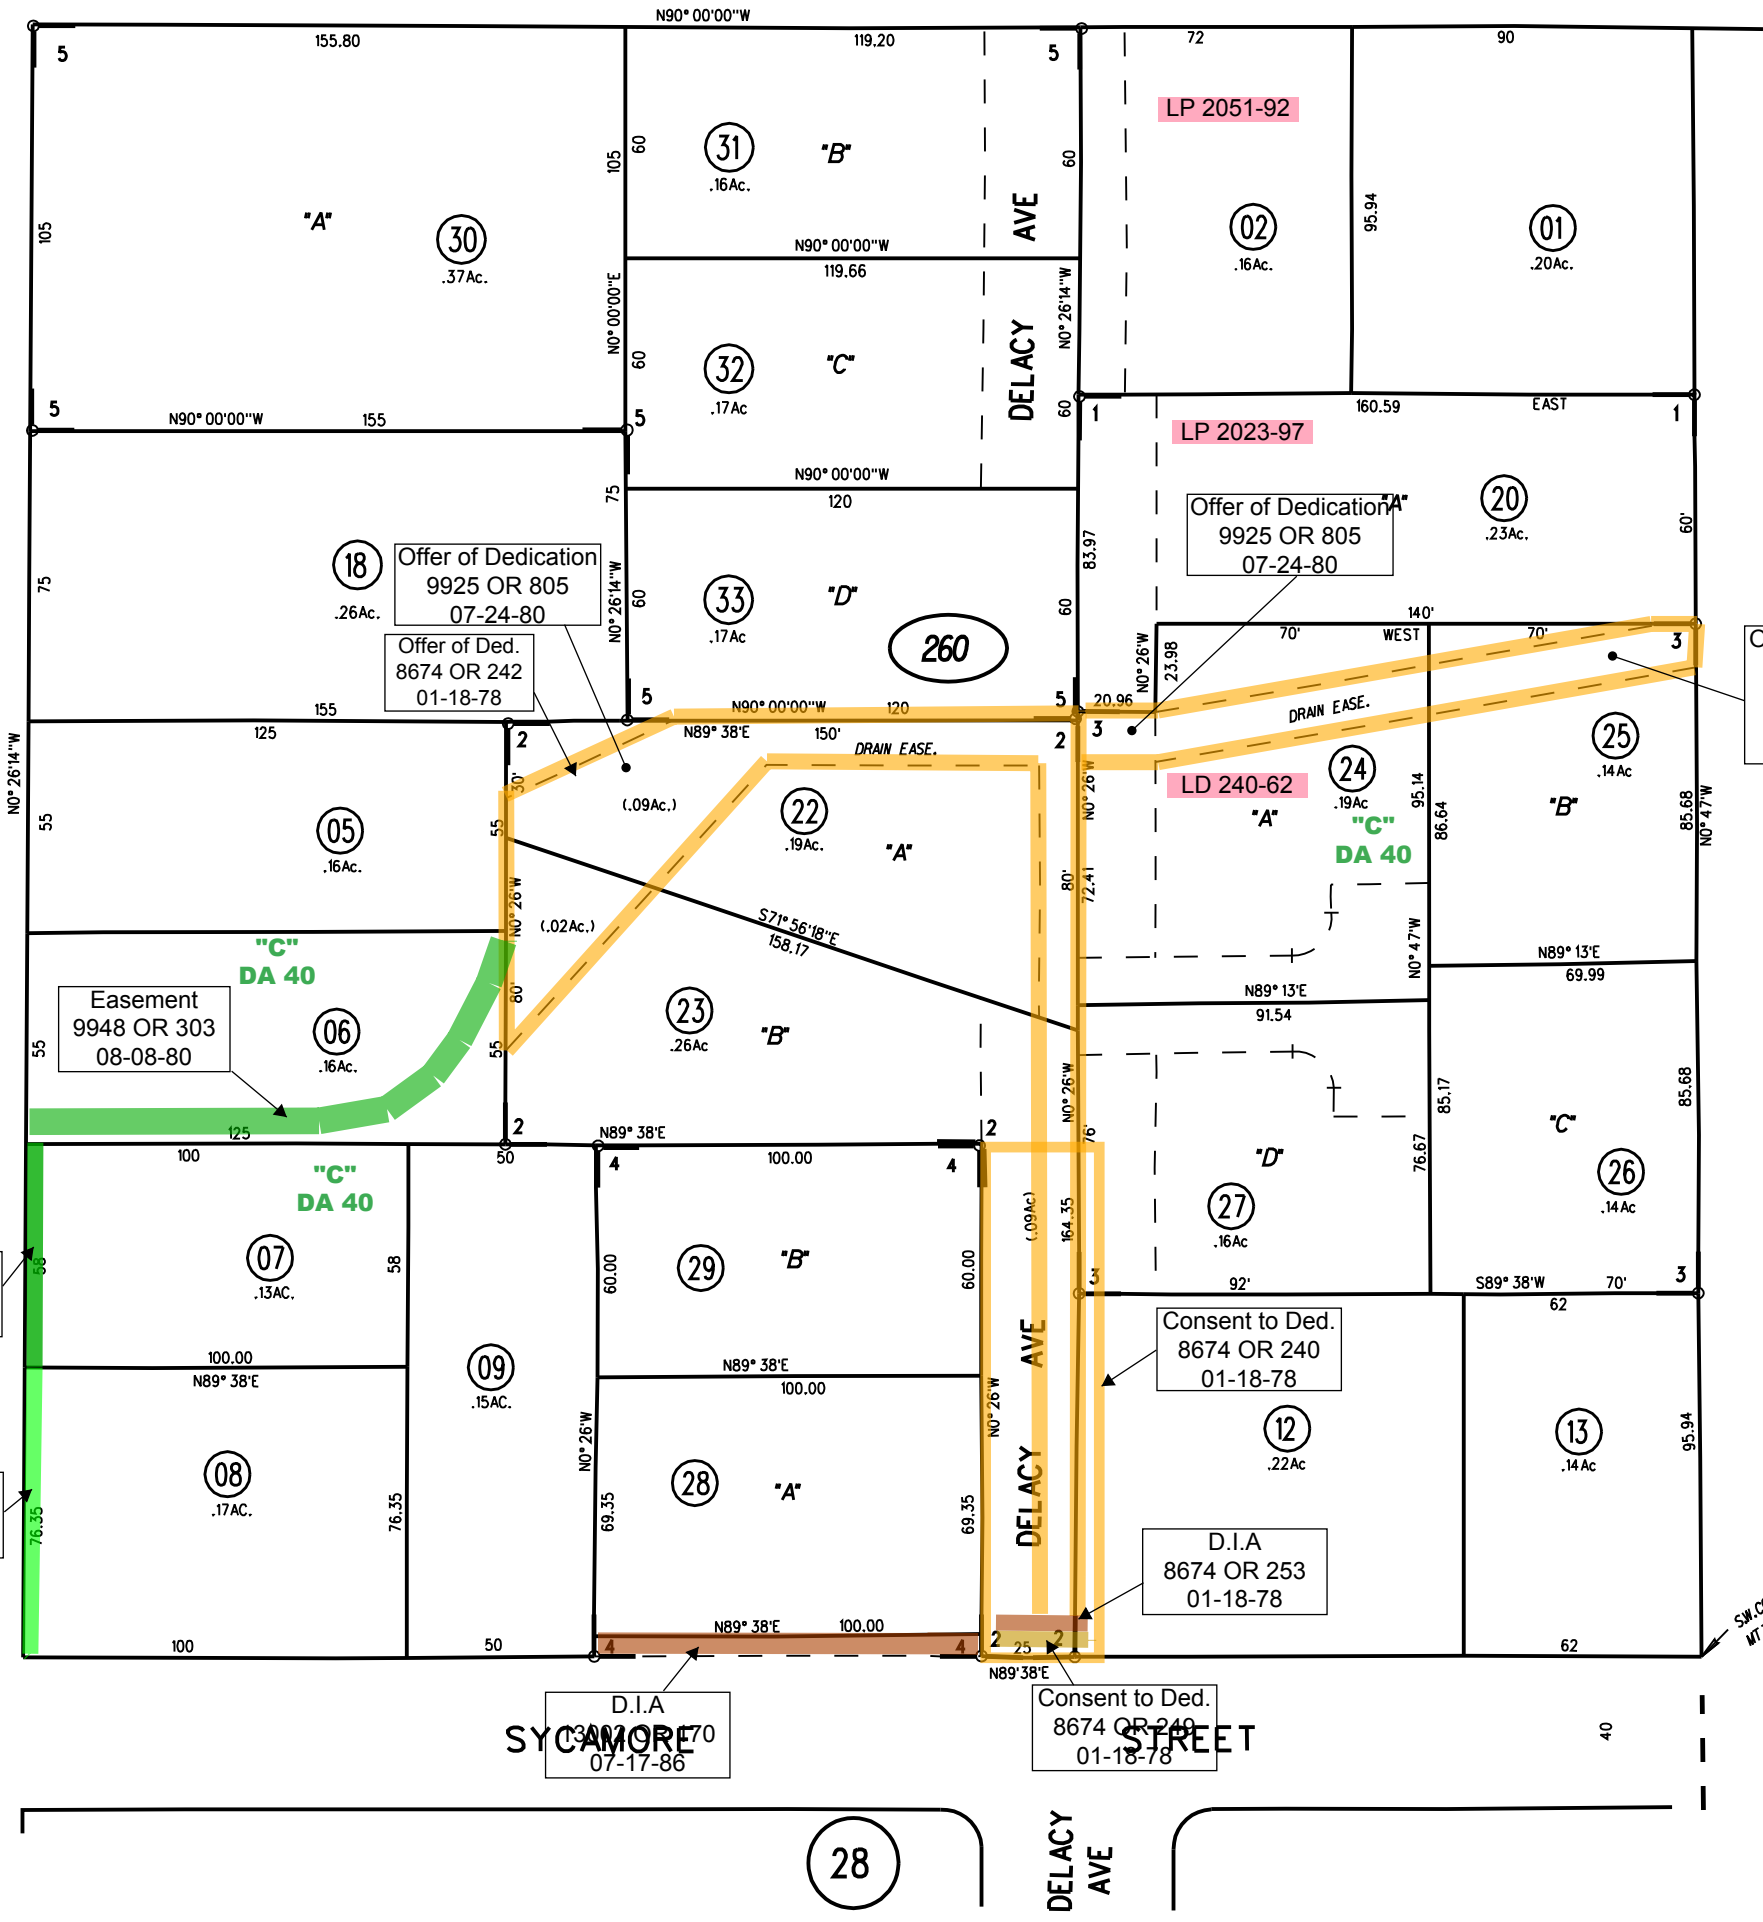 N90° 00'00"W
155.80
119.20
72
90
5
5
LP 2051-92
31
"B"
.16Ac.
60
105
60
AVE
"A"
30
.37Ac.
105
02
.16Ac.
95.94
01
.20Ac.
N90° 00'00"W
119.66
N0° 00'00"E
N0° 26'14"W
DELACY
32
"C"
.17Ac
60
60
5
N90° 00'00"W
155
5
1
160.59
EAST
1
LP 2023-97
N90° 00'00"W
120
75
Offer of Dedication
9925 OR 805
07-24-80
"A"
20
.23Ac.
60'
83.97
18
.26Ac.
75
Offer of Dedication
9925 OR 805
07-24-80
N0° 26'14"W
60
33
"D"
.17Ac
60
260
Offer of Ded.
8674 OR 242
01-18-78
140'
70'
WEST
70'
3
N0° 26'W
23.98
O
5
155
125
N90° 00'00"W
120
5
20.96
N89° 38'E
150'
2
2
3
DRAIN EASE.
DRAIN EASE.
25
.14Ac
"B"
N0° 26'14"W
30'
LD 240-62
N0° 26'W
24
.19Ac
"A"
"C"
DA 40
95.14
86.64
85.68
N0° 47'W
55
05
.16Ac.
55
(.09Ac.)
22
.19Ac.
"A"
80'
72.41
N0° 26'W
(.02Ac.)
S71° 56'18"E
158.17
"C"
DA 40
80'
N0° 47'W
N89° 13'E
69.99
N89° 13'E
91.54
Easement
9948 OR 303
08-08-80
06
.16Ac.
55
55
23
.26Ac
"B"
N0° 26'W
76'
85.17
85.68
"C"
125
2
N89° 38'E
2
100
50
4
100.00
4
"C"
DA 40
"D"
76.67
26
.14Ac
27
.16Ac
(.09Ac)
164.35
07
.13AC.
58
58
29
"B"
60.00
60.00
3
92'
S89° 38'W
70'
3
62
Consent to Ded.
8674 OR 240
01-18-78
AVE
100.00
N89° 38'E
N89° 38'E
100.00
09
.15AC.
N0° 26'W
N0° 26'W
12
.22Ac
13
.14Ac
95.94
08
.17AC.
76.35
76.35
28
"A"
69.35
69.35
DELACY
D.I.A
8674 OR 253
01-18-78
N89° 38'E
100.00
100
50
4
4
2
25
2
62
N89°38'E
D.I.A
13002 OR 170
07-17-86
Consent to Ded.
8674 OR 249
01-18-78
SYCAMORE
STREET
40
28
DELACY
AVE